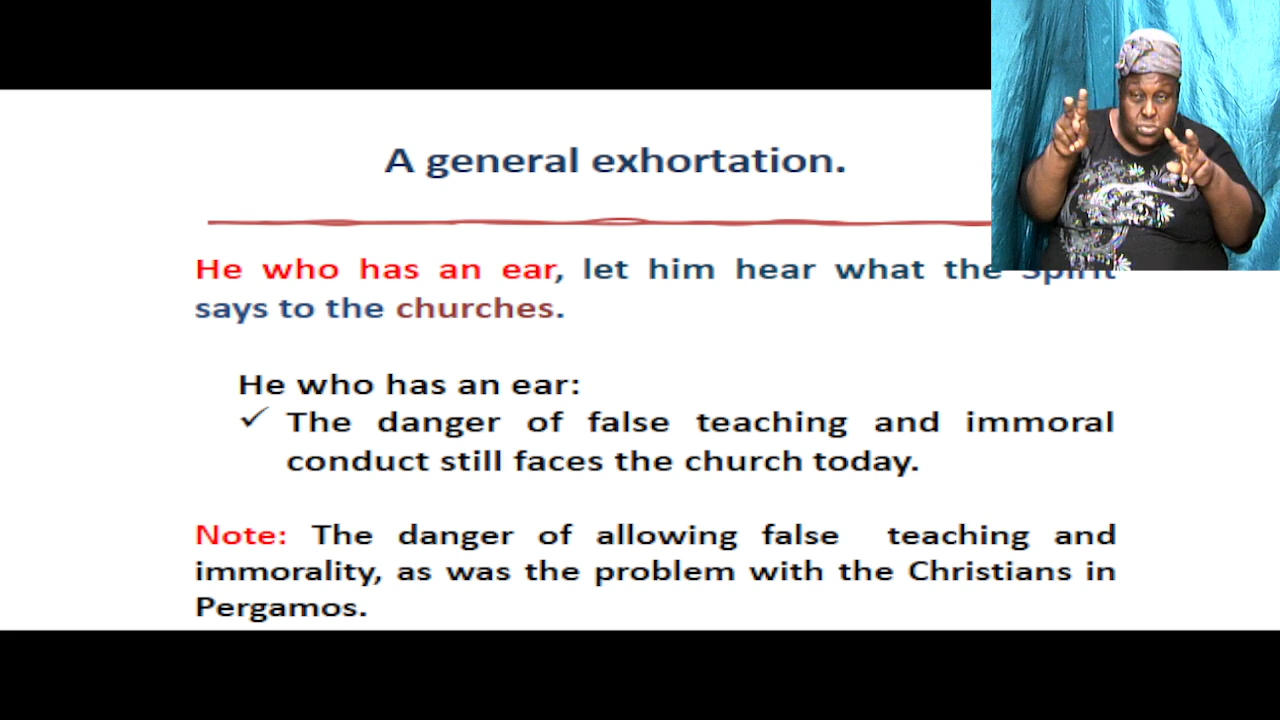 A general exhortation.
He who has an ear, let him hear what the Spirit
says to the churches.
He who has an ear:
✓ The danger of false teaching and immoral
conduct still faces the church today.
Note: The danger of allowing false teaching and
immorality, as was the problem with the Christians in
Pergamos.